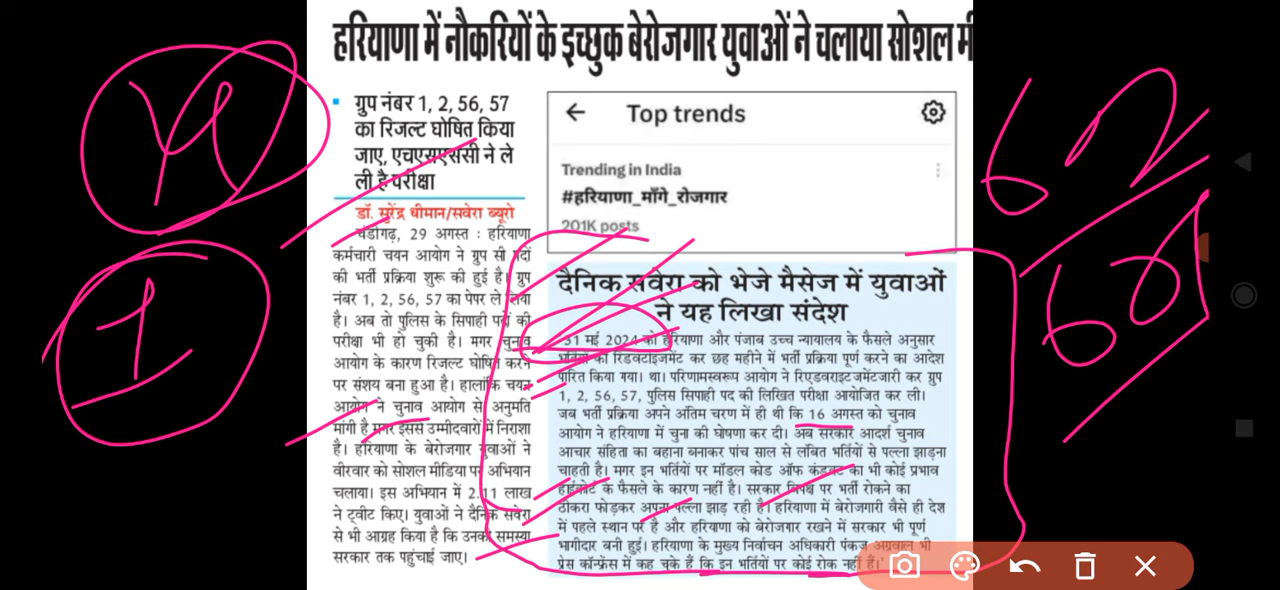 हरियाणा में नौकरियों के इच्छुक बेरोजगार युवाओं ने चलाया सोशल मी
ग्रुप नंबर 1, 2, 56, 57
का रिजल्ट घोषित किया
जाए, एचएसएससी ने ले
ली है परीक्षा
डॉ. सुरेंद्र धीमान/सवेरा ब्यूरो
चंडीगढ़, 29 अगस्त : हरियाणा
कर्मचारी चयन आयोग ने ग्रुप सी पदों
की भर्ती प्रक्रिया शुरू की हुई है। ग्रुप
नंबर 1, 2, 56, 57 का पेपर ले लिया
है। अब तो पुलिस के सिपाही पदों की
परीक्षा भी हो चुकी है। मगर चुनाव
आयोग के कारण रिजल्ट घोषित करने
पर संशय बना हुआ है। हालांकि चयन
आयोग ने चुनाव आयोग से अनुमति
मांगी है मगर इससे उम्मीदवारों में निराशा
है। हरियाणा के बेरोजगार युवाओं ने
वीरवार को सोशल मीडिया पर अभियान
चलाया। इस अभियान में 2.11 लाख
ने ट्वीट किए। युवाओं ने दैनिक सवेरा
से भी आग्रह किया है कि उनकी समस्या
सरकार तक पहुंचाई जाए।
Top trends
Trending in India
#हरियाणा_माँगे_रोजगार
201K posts
दैनिक सवेरा को भेजे मैसेज में युवाओं
ने यह लिखा संदेश
'31 मई 2024 को हरियाणा और पंजाब उच्च न्यायालय के फैसले अनुसार
भर्तियों को रिडवटाइजमेंट कर छह महीने में भर्ती प्रक्रिया पूर्ण करने का आदेश
पारित किया गया। था। परिणामस्वरूप आयोग ने रिएडवराइटजमेंटजारी कर ग्रुप
1, 2, 56, 57, पुलिस सिपाही पद की लिखित परीक्षा आयोजित कर ली।
जब भर्ती प्रक्रिया अपने अंतिम चरण में ही थी कि 16 अगस्त को चुनाव
आयोग ने हरियाणा में चुना की घोषणा कर दी। अब सरकार आदर्श चुनाव
आचार संहिता का बहाना बनाकर पांच साल से लंबित भर्तियों से पल्ला झाड़ना
चाहती है। मगर इन भर्तियों पर मॉडल कोड ऑफ कंडक्ट का भी कोई प्रभाव
हाईकोर्ट के फैसले के कारण नहीं है। सरकार विपक्ष पर भर्ती रोकने का
ठीकरा फोड़कर अपना पल्ला झाड़ रही है। हरियाणा में बेरोजगारी वैसे ही देश
में पहले स्थान पर है और हरियाणा को बेरोजगार रखने में सरकार भी पूर्ण
भागीदार बनी हुई। हरियाणा के मुख्य निर्वाचन अधिकारी पंकज अग्रवाल भी
प्रेस कॉन्फ्रेंस में कह चुके हैं कि इन भर्तियों पर कोई रोक नहीं है।'
62
60